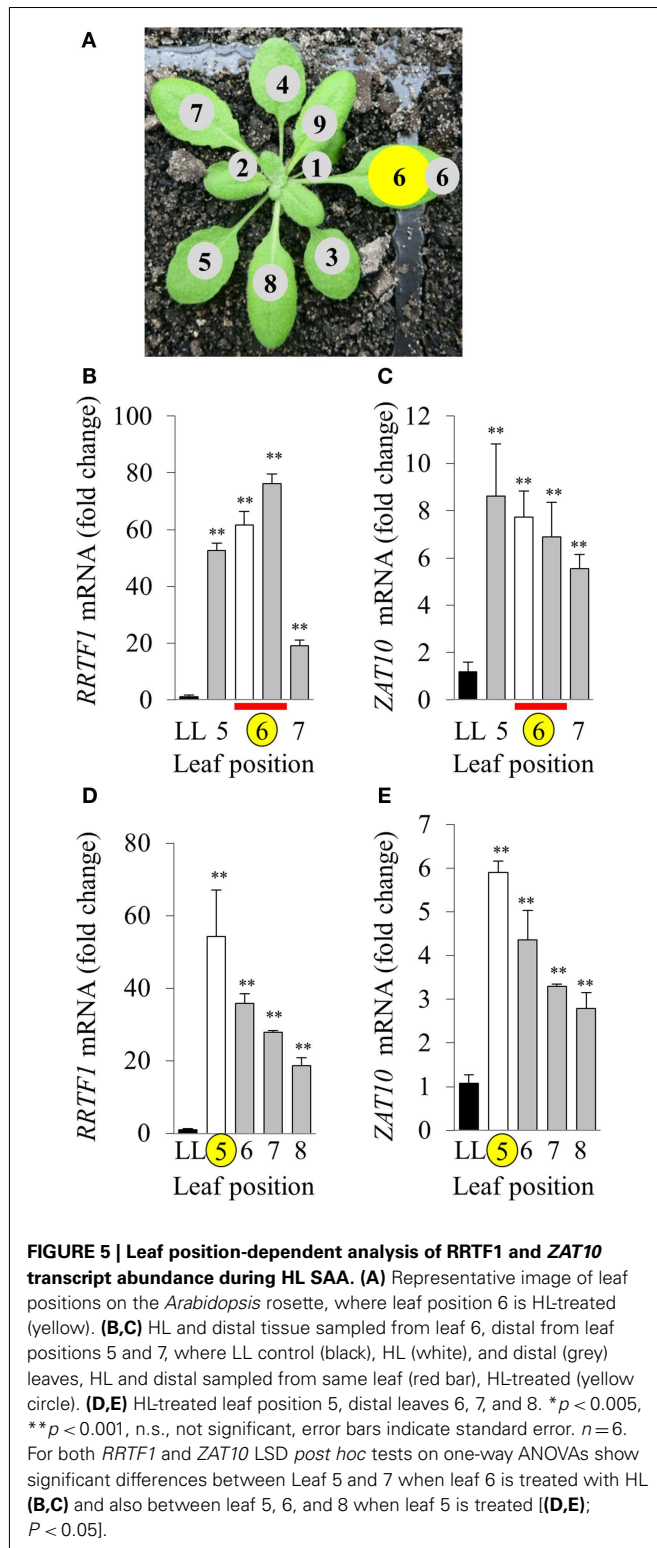 A
4
7
9
2
1
6
6
5
3
8
B
RRTF1 mRNA (fold change)
100
80
60
40
20
0
**
**
**
**
LL 5 6 7
Leaf position
C
ZAT10 mRNA (fold change)
12
10
8
6
4
2
0
**
**
**
**
LL 5 6 7
Leaf position
D
RRTF1 mRNA (fold change)
80
60
40
20
0
**
**
**
**
LL 5 6 7 8
Leaf position
E
ZAT10 mRNA (fold change)
7
6
5
4
3
2
1
0
**
**
**
**
LL 5 6 7 8
Leaf position
FIGURE 5 | Leaf position-dependent analysis of RRTF1 and ZAT10
transcript abundance during HL SAA. (A) Representative image of leaf
positions on the Arabidopsis rosette, where leaf position 6 is HL-treated
(yellow). (B,C) HL and distal tissue sampled from leaf 6, distal from leaf
positions 5 and 7, where LL control (black), HL (white), and distal (grey)
leaves, HL and distal sampled from same leaf (red bar), HL-treated (yellow
circle). (D,E) HL-treated leaf position 5, distal leaves 6, 7, and 8. *p < 0.005,
**p < 0.001, n.s., not significant, error bars indicate standard error. n = 6.
For both RRTF1 and ZAT10 LSD post hoc tests on one-way ANOVAs show
significant differences between Leaf 5 and 7 when leaf 6 is treated with HL
(B,C) and also between leaf 5, 6, and 8 when leaf 5 is treated [(D,E);
P < 0.05].